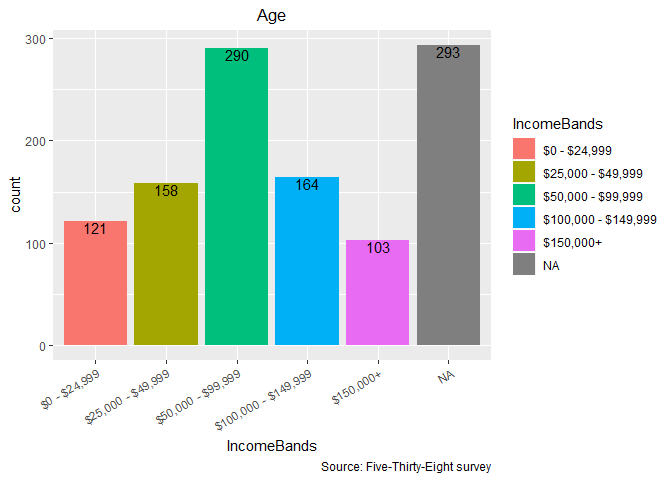 Age
count
300
200
100
0
121
158
290
164
103
293
$0 - $24,999
$25,000 - $49,999
$50,000 - $99,999
$100,000 - $149,999
$150,000+
NA
IncomeBands
Source: Five-Thirty-Eight survey
IncomeBands
$0 - $24,999
$25,000 - $49,999
$50,000 - $99,999
$100,000 - $149,999
$150,000+
NA